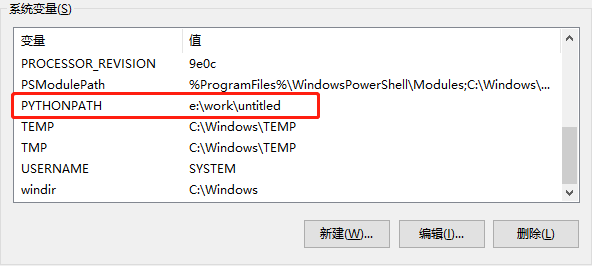 系统变量(S)
变量 值
PROCESSOR_REVISION 9e0c
PSModulePath %ProgramFiles%\WindowsPowerShell\Modules;C:\Windows\...
PYTHONPATH e:\work\untitled
TEMP C:\Windows\TEMP
TMP C:\Windows\TEMP
USERNAME SYSTEM
windir C:\Windows
新建(W)... 编辑(I)... 删除(L)